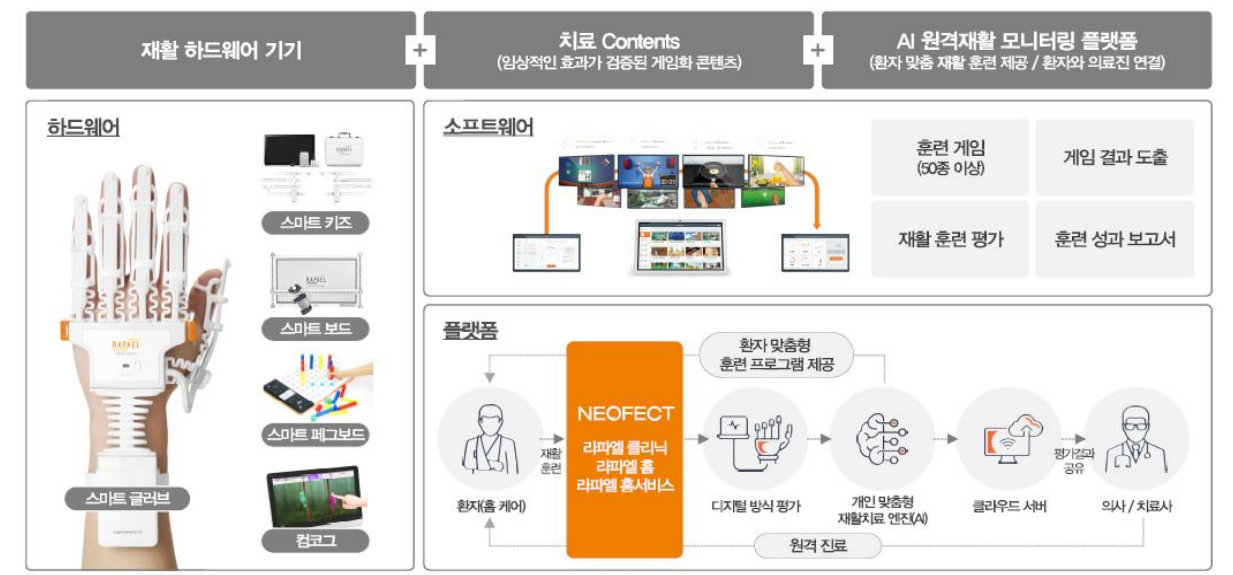 재활 하드웨어 기기
+
치료 Contents
(임상적인 효과가 검증된 게임화 콘텐츠)
+
AI 원격재활 모니터링 플랫폼
(환자 맞춤 재활 훈련 제공 / 환자와 의료진 연결)
하드웨어
RAPAEL
스마트 글러브
스마트 키즈
RAPAEL
스마트 보드
스마트 페그보드
컴코그
소프트웨어
훈련 게임
(50종 이상)
게임 결과 도출
재활 훈련 평가
훈련 성과 보고서
플랫폼
환자 맞춤형
훈련 프로그램 제공
환자(홈 케어)
재활
훈련
NEOFECT
라파엘 클리닉
라파엘 홈
라파엘 홈서비스
디지털 방식 평가
개인 맞춤형
재활치료 엔진(AI)
클라우드 서버
평가결과
공유
의사 / 치료사
원격 진료